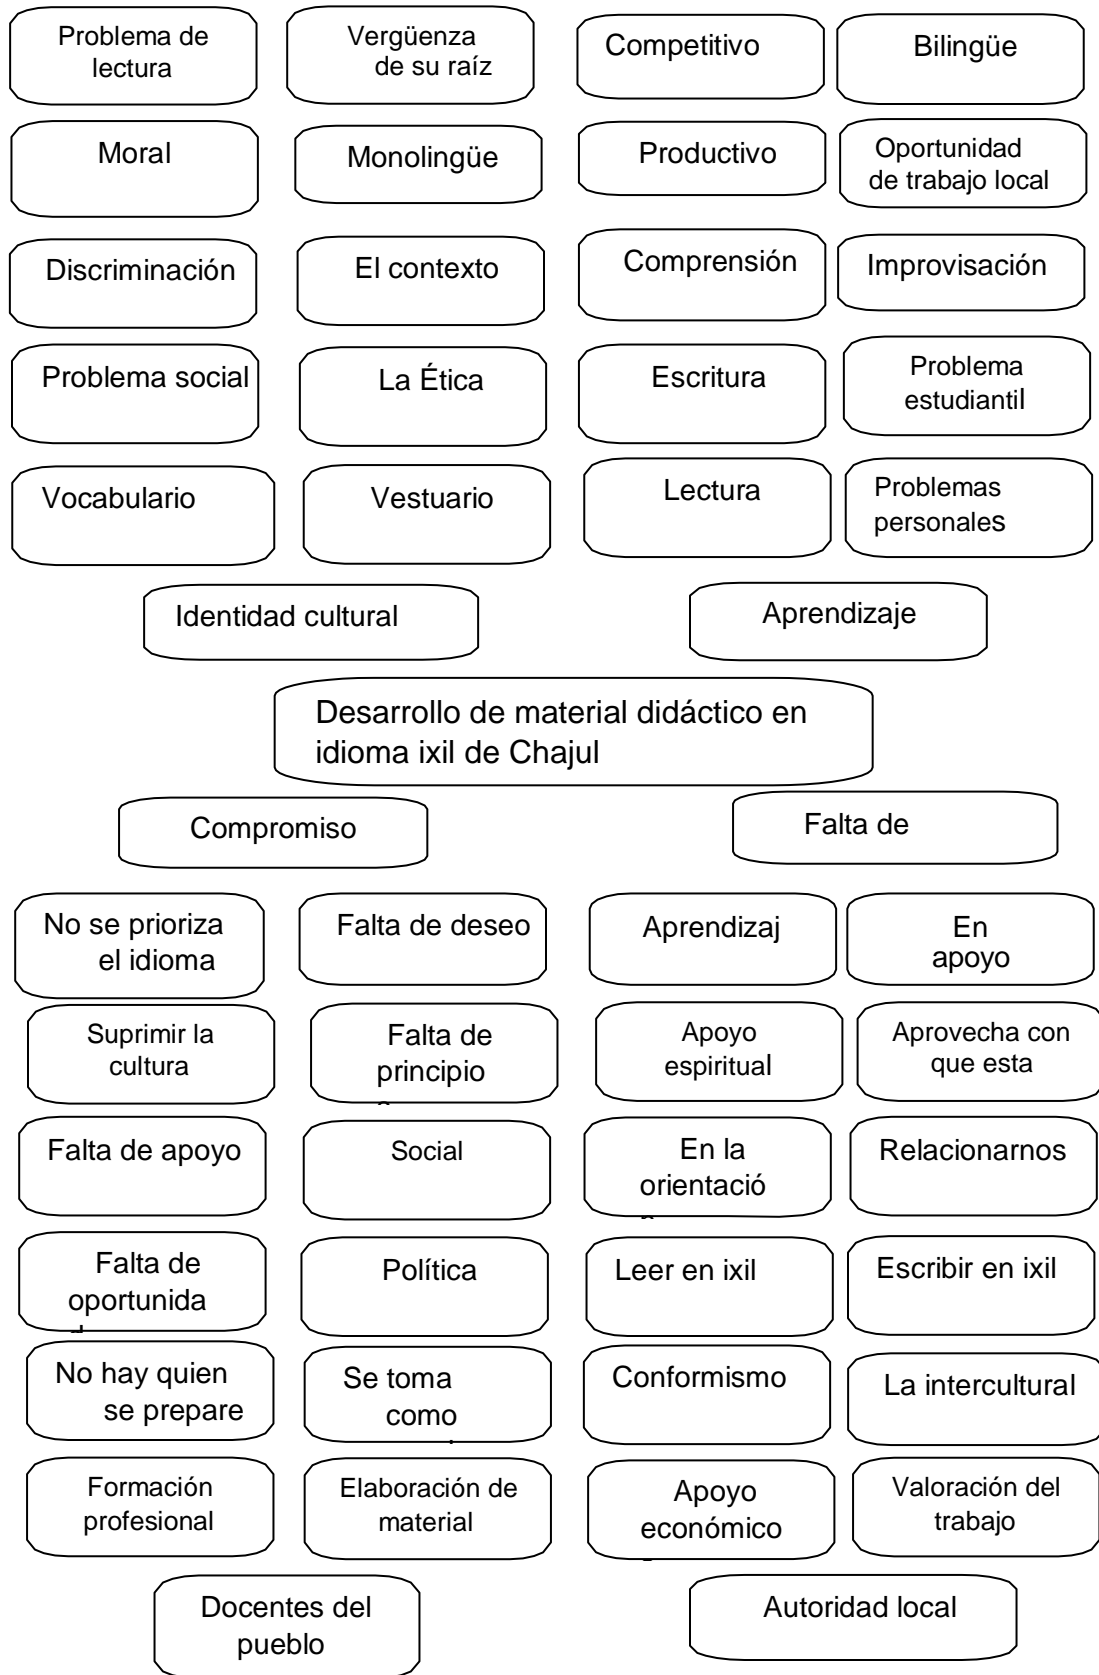 Problema de
lectura
Vergüenza
de su raíz
Competitivo
Bilingüe
Moral
Monolingüe
Productivo
Oportunidad
de trabajo local
Discriminación
El contexto
Comprensión
Improvisación
Problema social
La Ética
Escritura
Problema
estudiantil
Vocabulario
Vestuario
Lectura
Problemas
personales
Identidad cultural
Aprendizaje
Desarrollo de material didáctico en
idioma ixil de Chajul
Compromiso
Falta de
No se prioriza
el idioma
Falta de deseo
Aprendizaj
En
apoyo
Suprimir la
cultura
Falta de
principio
Apoyo
espiritual
Aprovecha con
que esta
Falta de apoyo
Social
En la
orientació
Relacionarnos
Falta de
oportunida
Política
Leer en ixil
Escribir en ixil
No hay quien
se prepare
Se toma
como
Conformismo
La intercultural
Formación
profesional
Elaboración de
material
Apoyo
económico
Valoración del
trabajo
Docentes del
pueblo
Autoridad local